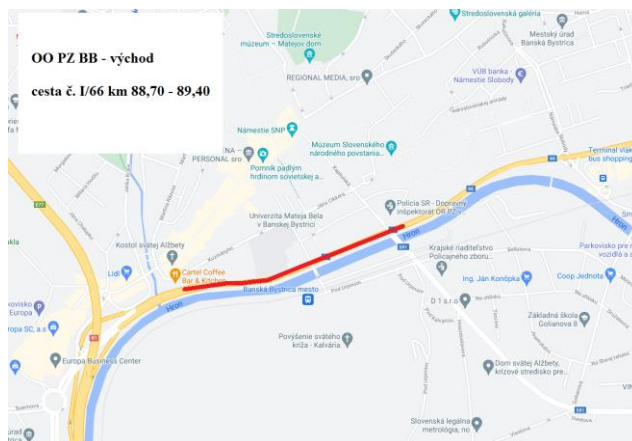 OO PZ BB - východ
cesta č. I/66 km 88,70 - 89,40
Stredoslovenské
múzeum – Matejov dom
Stredoslovenská galéria
Mestský úrad
Banská Bystrica
REGIONAL MEDIA, sro
VÚB banka -
Námestie Slobody
Námestie SNP
PERSONAL sro
Pomník padlým
hrdinom sovietskej a...
Múzeum Slovenského
národného povstania...
Terminal vlak
bus shopping
Univerzita Mateja Bela
v Banskej Bystrici
Polícia SR - Dopravný
inšpektorát OR PZ v
Kostol svätej Alžbety
Lidl
Cartel Coffee
Bar & Kitchen
Hron
Hron
Krajské riaditeľstvo
Policajného zboru...
Parkovisko pre
vozidlá a s
Banská Bystrica mesto
Ing. Ján Konôpka
Coop Jednota
D 1 s.r.o
Základná škola
Golianova 8
Europa SC, a.s
Europa Business Center
Povýšenie svätého
kríža - Kalvária
Dom svätej Alžbety,
krízové stredisko pre...
Slovenská legálna
metrológia, no